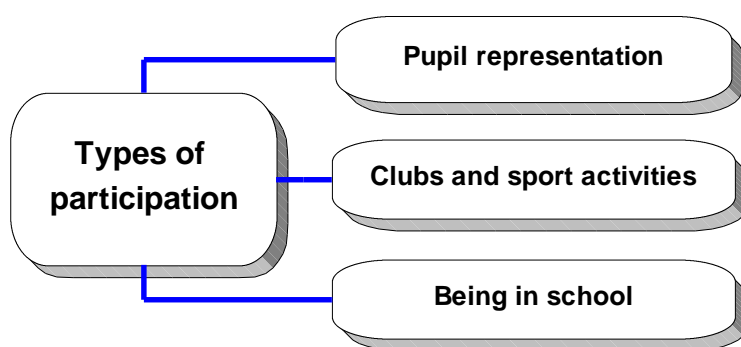 Pupil representation
Types of
participation
Clubs and sport activities
Being in school